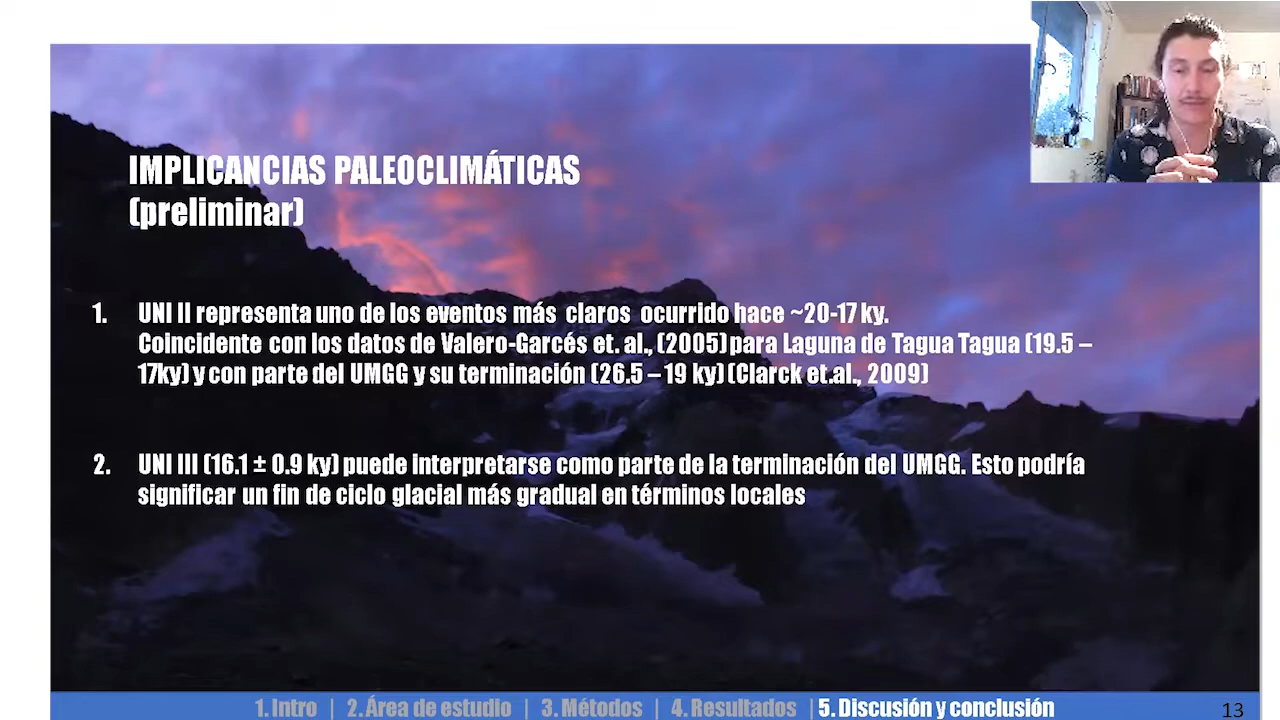 IMPLICANCIAS PALEOCLIMÁTICAS
(preliminar)
1. UNI II representa uno de los eventos más claros ocurrido hace ~20-17 ky.
Coincidente con los datos de Valero-Garcés et. al., (2005) para Laguna de Tagua Tagua (19.5 –
17ky) y con parte del UMGG y su terminación (26.5 – 19 ky) (Clarck et.al., 2009)
2. UNI III (16.1 ± 0.9 ky) puede interpretarse como parte de la terminación del UMGG. Esto podría
significar un fin de ciclo glacial más gradual en términos locales
1. Intro | 2. Área de estudio | 3. Métodos | 4. Resultados | 5. Discusión y conclusión
13